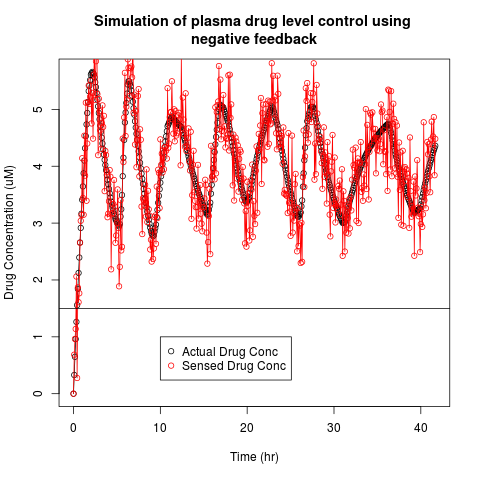 Simulation of plasma drug level control using
negative feedback
Drug Concentration (uM)
5
4
3
2
1
0
Actual Drug Conc
Sensed Drug Conc
0 10 20 30 40
Time (hr)